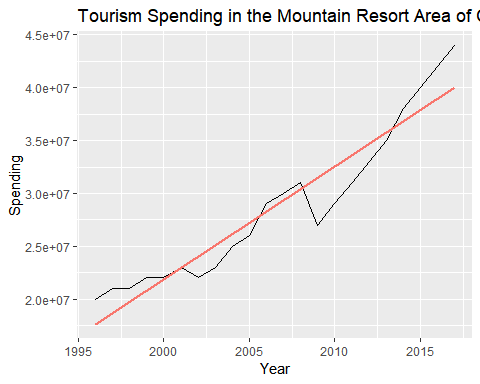 Tourism Spending in the Mountain Resort Area of
4.5e+07
4.0e+07
3.5e+07
3.0e+07
2.5e+07
2.0e+07
Spending
1995
2000
2005
2010
2015
Year